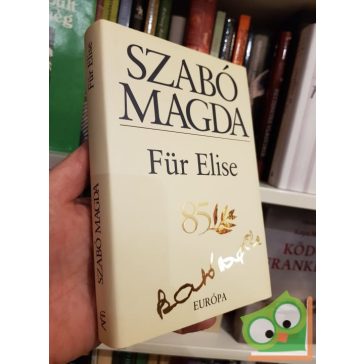 SZABÓ
MAGDA
Für Elise
85
EURÓPA
SZABÓ MAGDA
Für Elise
KÓD
FRANK